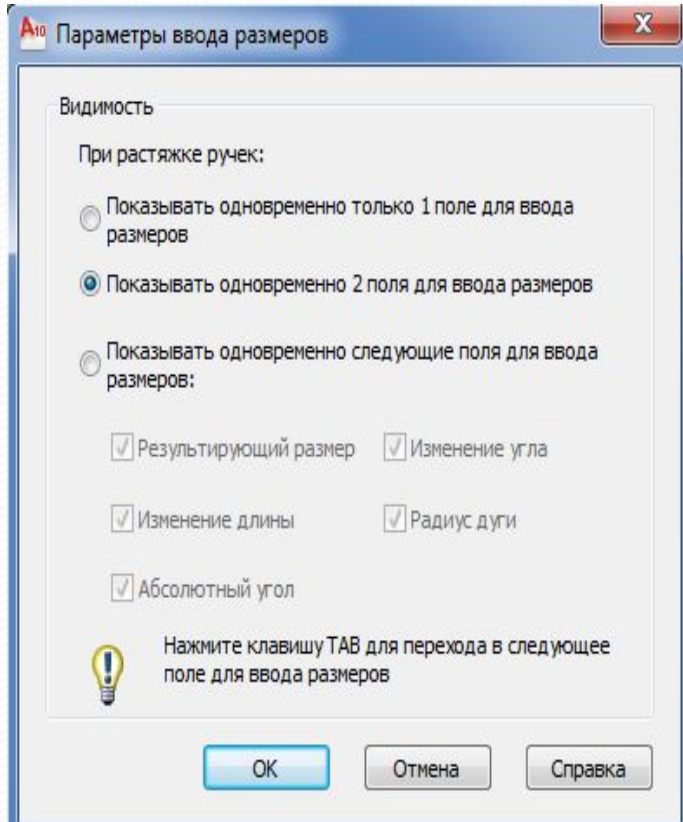 A10 Параметры ввода размеров X
Видимость
При растяжке ручек:
Показывать одновременно только 1 поле для ввода
размеров
Показывать одновременно 2 поля для ввода размеров
Показывать одновременно следующие поля для ввода
размеров:
Результирующий размер Изменение угла
Изменение длины Радиус дуги
Абсолютный угол
Нажмите клавишу TAB для перехода в следующее
поле для ввода размеров
OK Отмена Справка